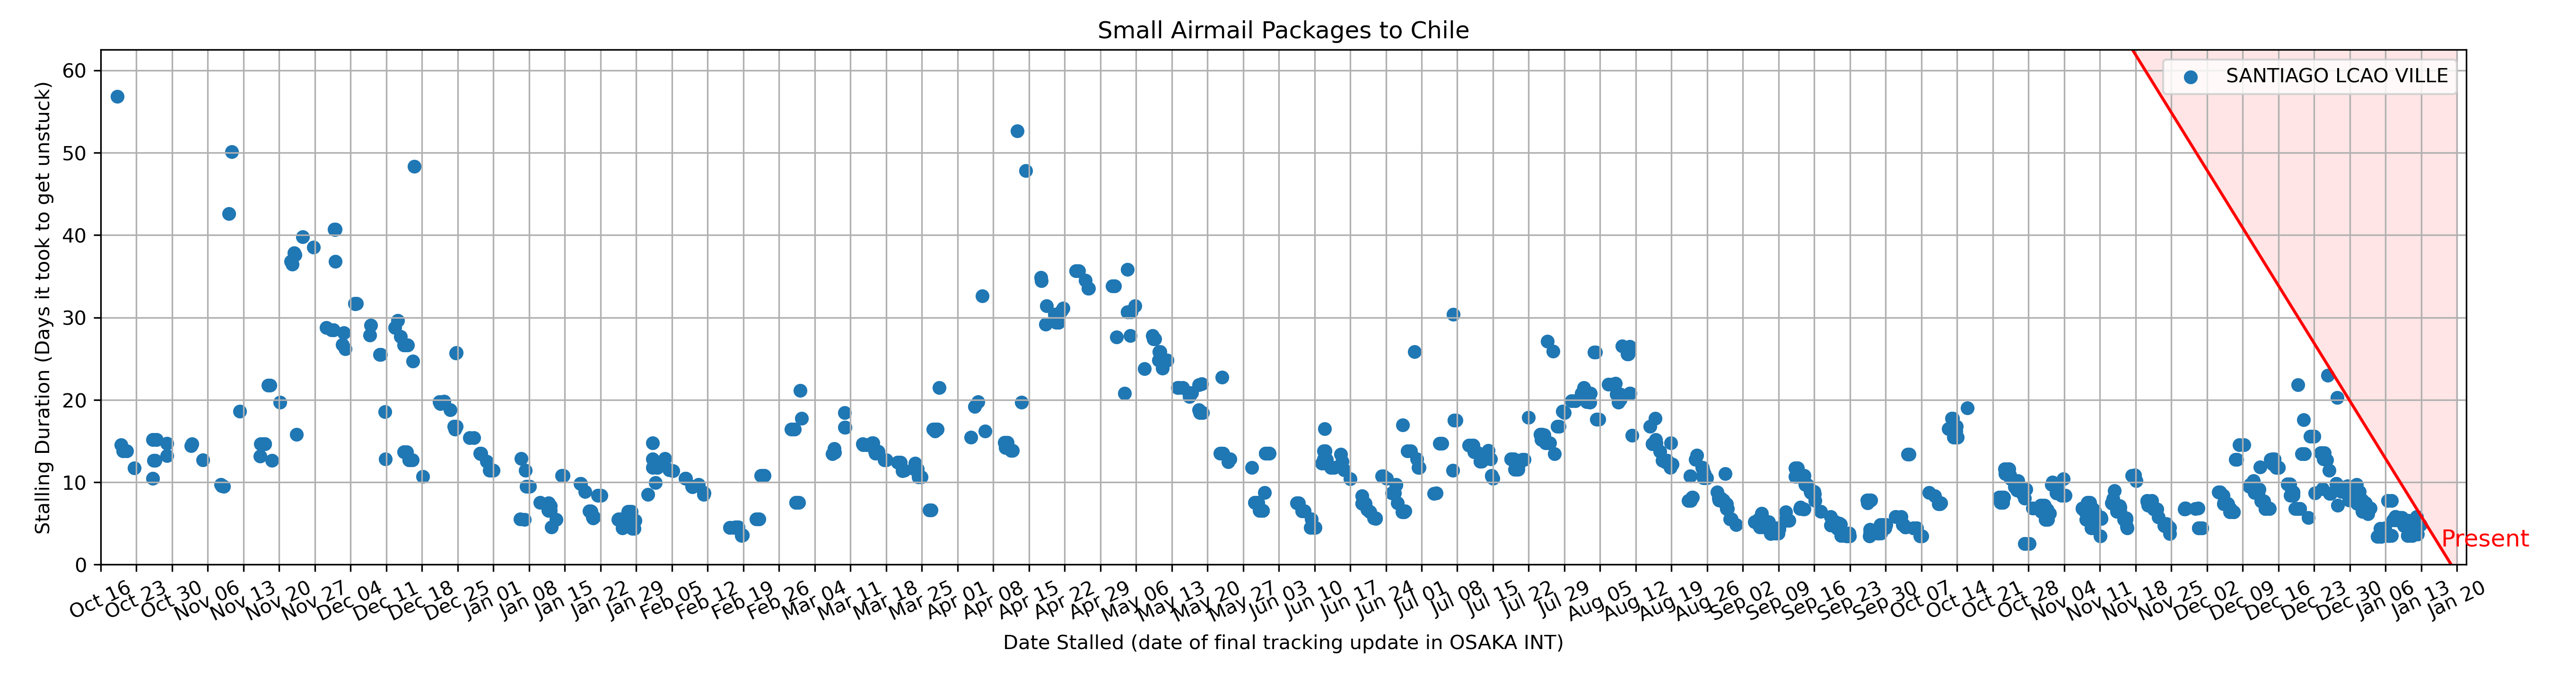 Small Airmail Packages to Chile
SANTIAGO LCAO VILLE
Stalling Duration (Days it took to get unstuck)
60
50
40
30
20
10
0
Present
Oct 16
Oct 23
Oct 30
Nov 06
Nov 13
Nov 20
Nov 27
Dec 04
Dec 11
Dec 18
Dec 25
Jan 01
Jan 08
Jan 15
Jan 22
Jan 29
Feb 05
Feb 12
Feb 19
Feb 26
Mar 04
Mar 11
Mar 18
Mar 25
Apr 01
Apr 08
Apr 15
Apr 22
Apr 29
May 06
May 13
May 20
May 27
Jun 03
Jun 10
Jun 17
Jun 24
Jul 01
Jul 08
Jul 15
Jul 22
Jul 29
Aug 05
Aug 12
Aug 19
Aug 26
Sep 02
Sep 09
Sep 16
Sep 23
Sep 30
Oct 07
Oct 14
Oct 21
Oct 28
Nov 04
Nov 11
Nov 18
Nov 25
Dec 02
Dec 09
Dec 16
Dec 23
Dec 30
Jan 06
Jan 13
Jan 20
Date Stalled (date of final tracking update in OSAKA INT)